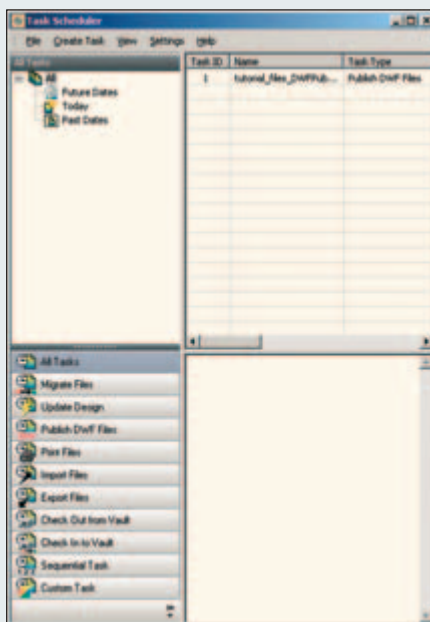 Task Scheduler
File Create Task View Settings Help
All Tasks
All
Future Dates
Today
Past Dates
Task ID Name Task Type
1 tutorial_files_DWFPub... Publish DWF Files
All Tasks
Migrate Files
Update Design
Publish DWF Files
Print Files
Import Files
Export Files
Check Out from Vault
Check In to Vault
Sequential Task
Custom Task